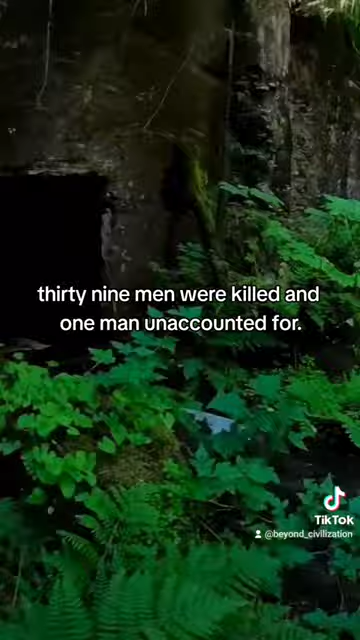 thirty nine men were killed and
one man unaccounted for.
TikTok
@beyond_civilization